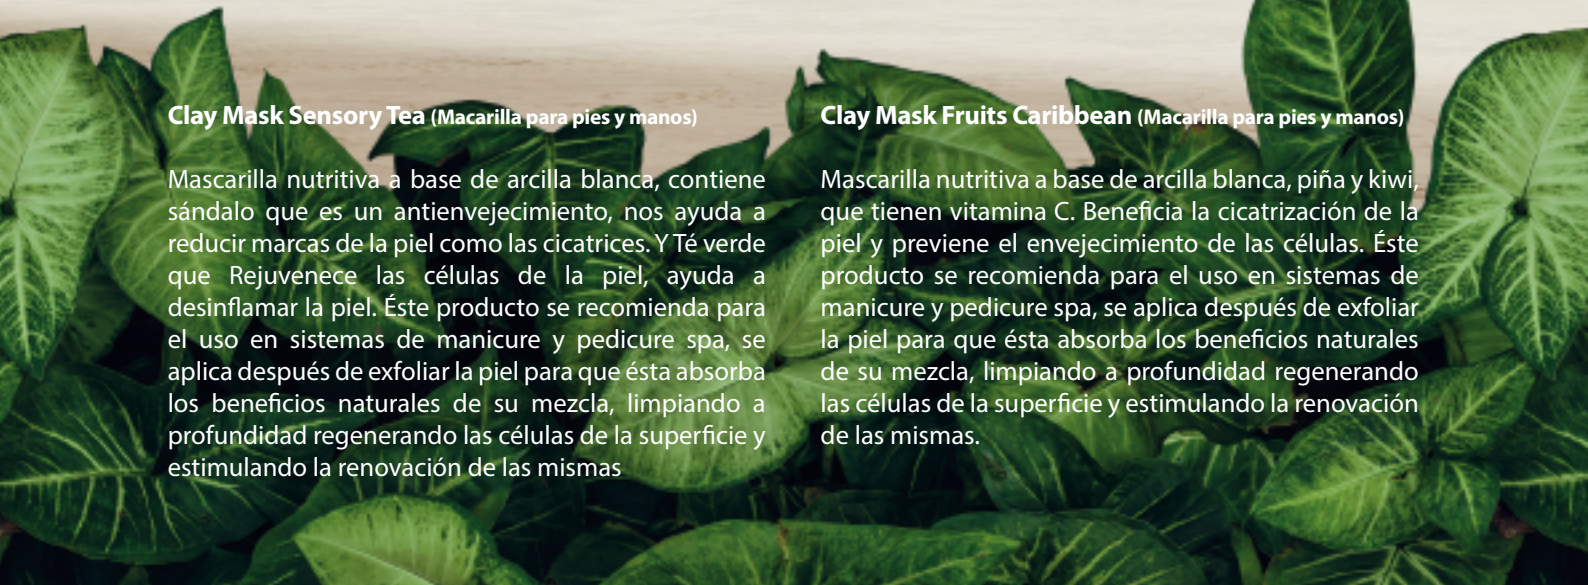 Clay Mask Sensory Tea (Macarilla para pies y manos)
Mascarilla nutritiva a base de arcilla blanca, contiene
sándalo que es un antienvejecimiento, nos ayuda a
reducir marcas de la piel como las cicatrices. Y Té verde
que Rejuvenece las células de la piel, ayuda a
desinflamar la piel. Éste producto se recomienda para
el uso en sistemas de manicure y pedicure spa, se
aplica después de exfoliar la piel para que ésta absorba
los beneficios naturales de su mezcla, limpiando a
profundidad regenerando las células de la superficie y
estimulando la renovación de las mismas
Clay Mask Fruits Caribbean (Macarilla para pies y manos)
Mascarilla nutritiva a base de arcilla blanca, piña y kiwi,
que tienen vitamina C. Beneficia la cicatrización de la
piel y previene el envejecimiento de las células. Éste
producto se recomienda para el uso en sistemas de
manicure y pedicure spa, se aplica después de exfoliar
la piel para que ésta absorba los beneficios naturales
de su mezcla, limpiando a profundidad regenerando
las células de la superficie y estimulando la renovación
de las mismas.